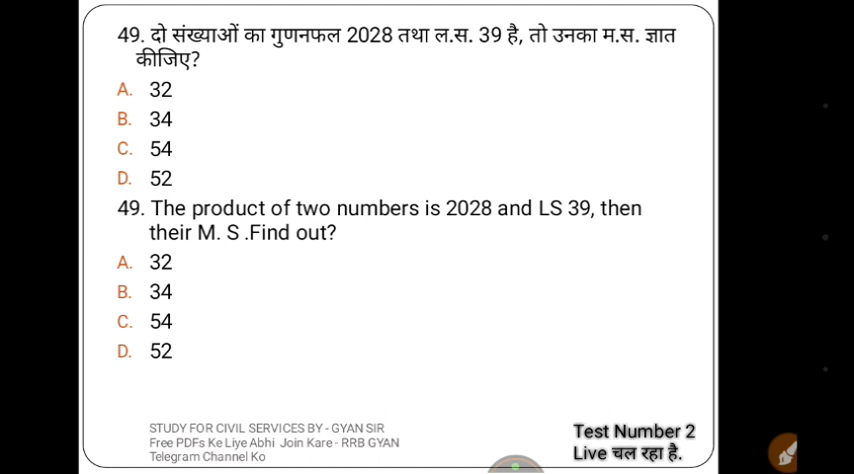 49. दो संख्याओं का गुणनफल 2028 तथा ल.स. 39 है, तो उनका म.स. ज्ञात
कीजिए?
A. 32
B. 34
C. 54
D. 52
49. The product of two numbers is 2028 and LS 39, then
their M. S .Find out?
A. 32
B. 34
C. 54
D. 52
STUDY FOR CIVIL SERVICES BY - GYAN SIR
Free PDFs Ke Liye Abhi Join Kare - RRB GYAN
Telegram Channel Ko
Test Number 2
Live चल रहा है.